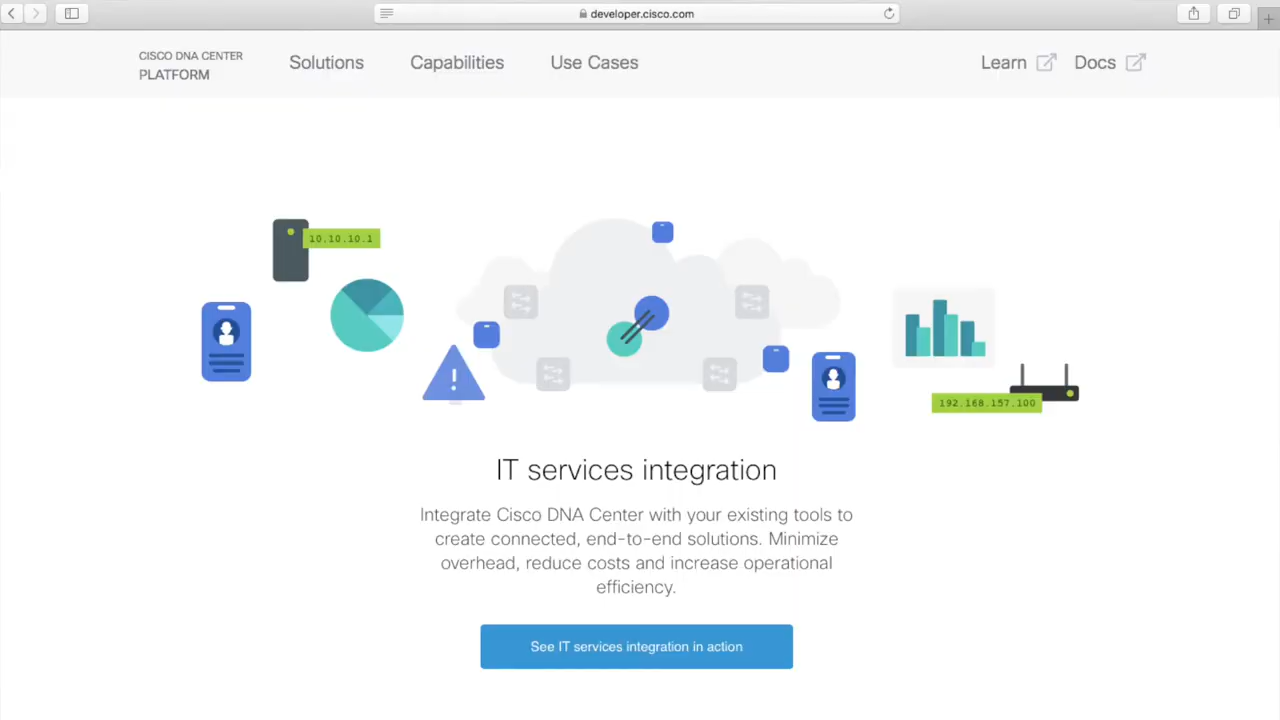 developer.cisco.com
CISCO DNA CENTER
PLATFORM
Solutions
Capabilities
Use Cases
Learn
Docs
10.10.10.1
192.168.157.100
IT services integration
Integrate Cisco DNA Center with your existing tools to
create connected, end-to-end solutions. Minimize
overhead, reduce costs and increase operational
efficiency.
See IT services integration in action